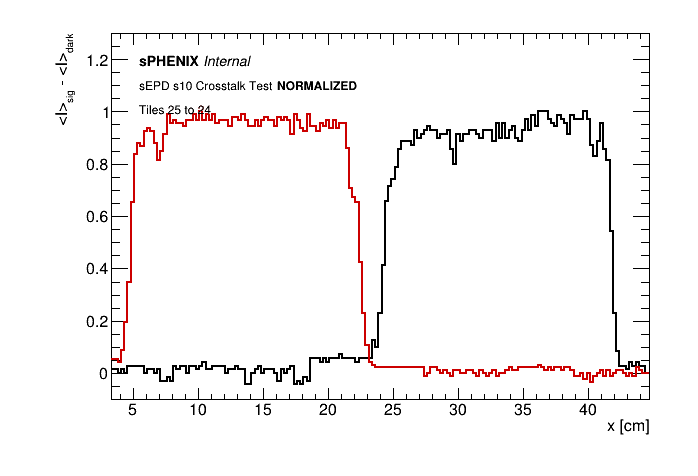 <I>sig - <I>dark
sPHENIX Internal
sEPD s10 Crosstalk Test NORMALIZED
Tiles 25 to 24
1.2
1
0.8
0.6
0.4
0.2
0
5 10 15 20 25 30 35 40
x [cm]